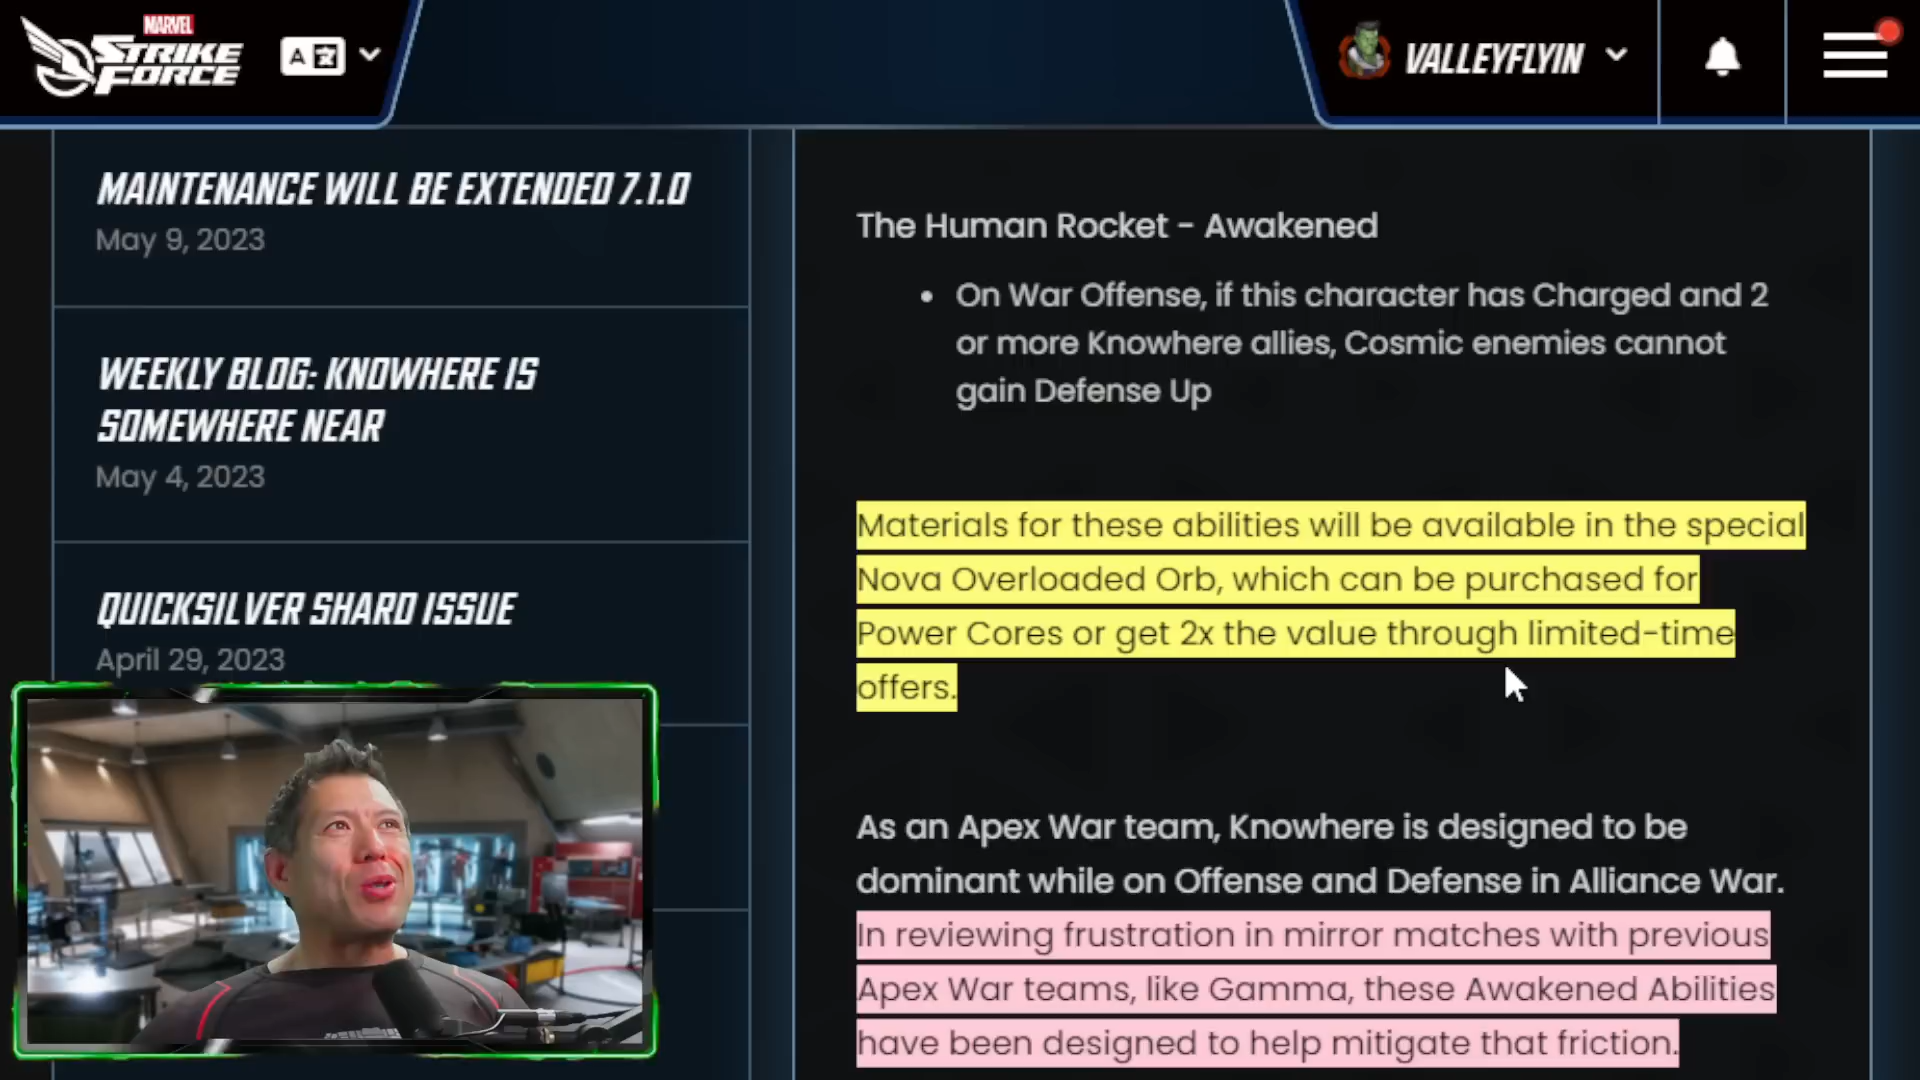 MARVEL
STRIKE
FORCE
A
VALLEYFLYIN
MAINTENANCE WILL BE EXTENDED 7.1.0
May 9, 2023
WEEKLY BLOG: KNOWHERE IS
SOMEWHERE NEAR
May 4, 2023
QUICKSILVER SHARD ISSUE
April 29, 2023
The Human Rocket - Awakened
• On War Offense, if this character has Charged and 2
or more Knowhere allies, Cosmic enemies cannot
gain Defense Up
Materials for these abilities will be available in the special
Nova Overloaded Orb, which can be purchased for
Power Cores or get 2x the value through limited-time
offers.
As an Apex War team, Knowhere is designed to be
dominant while on Offense and Defense in Alliance War.
In reviewing frustration in mirror matches with previous
Apex War teams, like Gamma, these Awakened Abilities
have been designed to help mitigate that friction.